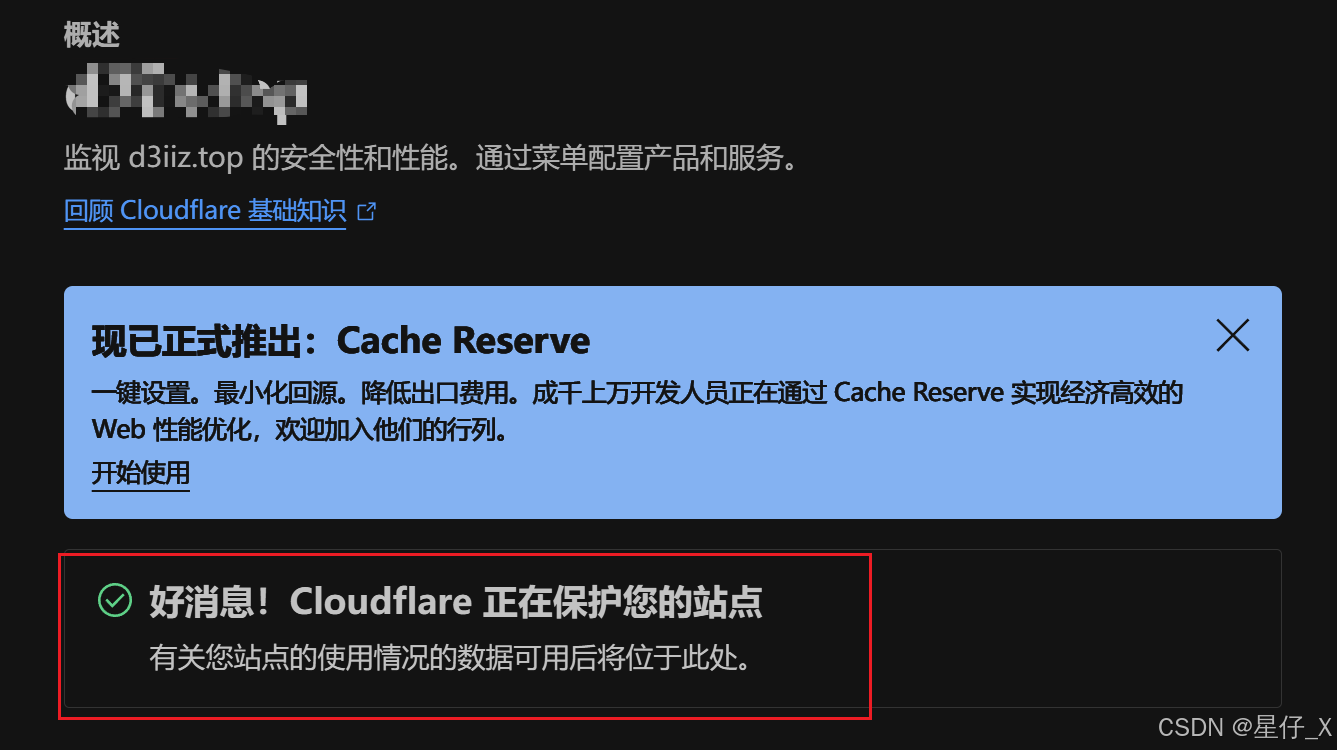 概述
监视 d3iiz.top 的安全性和性能。通过菜单配置产品和服务。
回顾 Cloudflare 基础知识
现已正式推出：Cache Reserve
一键设置。最小化回源。降低出口费用。成千上万开发人员正在通过 Cache Reserve 实现经济高效的
Web 性能优化，欢迎加入他们的行列。
开始使用
好消息！Cloudflare 正在保护您的站点
有关您站点的使用情况的数据可用后将位于此处。
CSDN @星仔_X